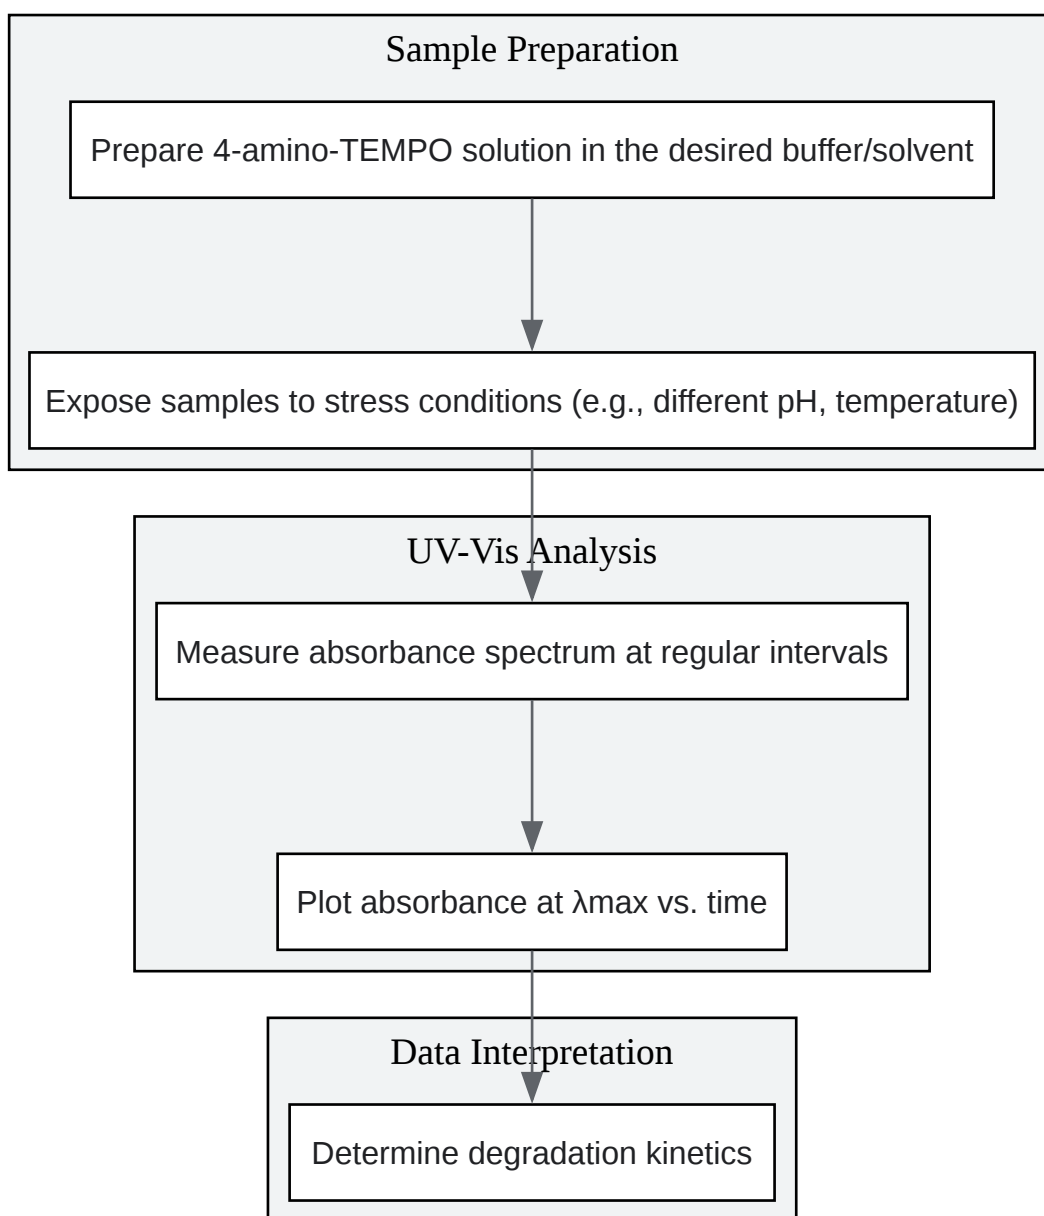 Sample Preparation
Prepare 4-amino-TEMPO solution in the desired buffer/solvent
Expose samples to stress conditions (e.g., different pH, temperature)
UV-Vis Analysis
Measure absorbance spectrum at regular intervals
Plot absorbance at λmax vs. time
Data Interpretation
Determine degradation kinetics